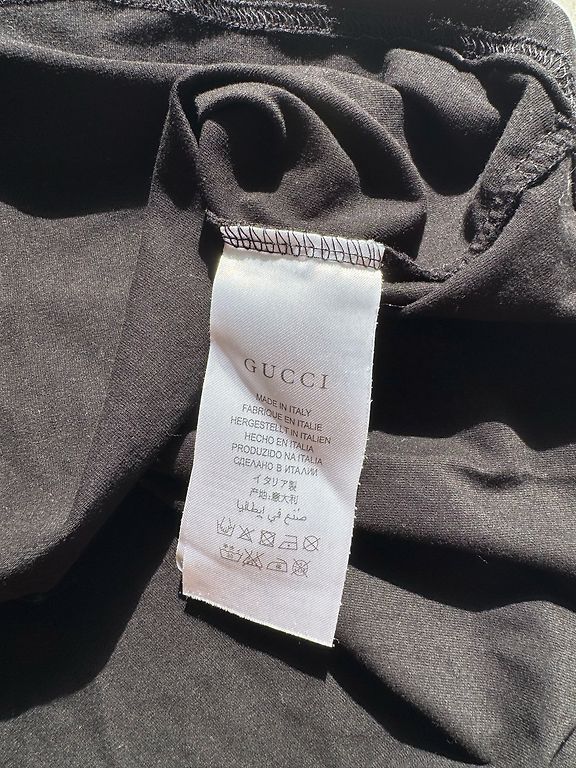 GUCCI
MADE IN ITALY
FABRIQUE EN ITALIE
HERGESTELLT IN ITALIEN
HECHO EN ITALIA
PRODUZIDO NA ITALIA
СДЕЛАНО В ИТАЛИИ
イタリア製
产地:意大利
صنع في إيطاليا